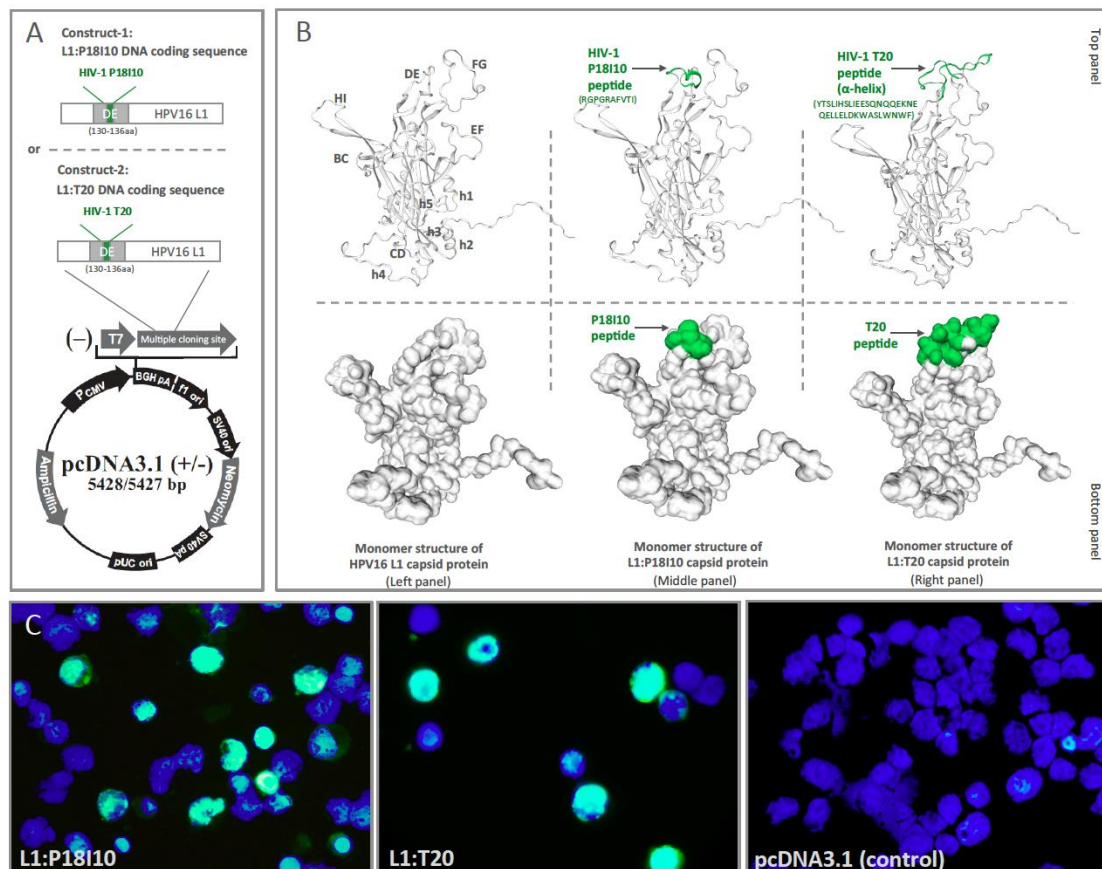 A
Construct-1:
L1:P18I10 DNA coding sequence
HIV-1 P18I10
DE
HPV16 L1
(130-136aa)
or
Construct-2:
L1:T20 DNA coding sequence
HIV-1 T20
DE
HPV16 L1
(130-136aa)
(–)
T7
Multiple cloning site
PCMV
BGH pA
f1 ori
SV40 ori
Neomycin
SV40 pA
pUC ori
Ampicillin
pcDNA3.1 (+/-)
5428/5427 bp
B
Top panel
DE
FG
HI
EF
BC
h1
h5
h3
h2
CD
h4
HIV-1
P18I10
peptide
(RGPGRAFVTI)
HIV-1 T20
peptide
(α-helix)
(YTSLIHSLIEESQNQQEKNE
QELLELDKWASLWNWF)
Bottom panel
P18I10
peptide
T20
peptide
Monomer structure of
HPV16 L1 capsid protein
(Left panel)
Monomer structure of
L1:P18I10 capsid protein
(Middle panel)
Monomer structure of
L1:T20 capsid protein
(Right panel)
C
L1:P18I10
L1:T20
pcDNA3.1 (control)